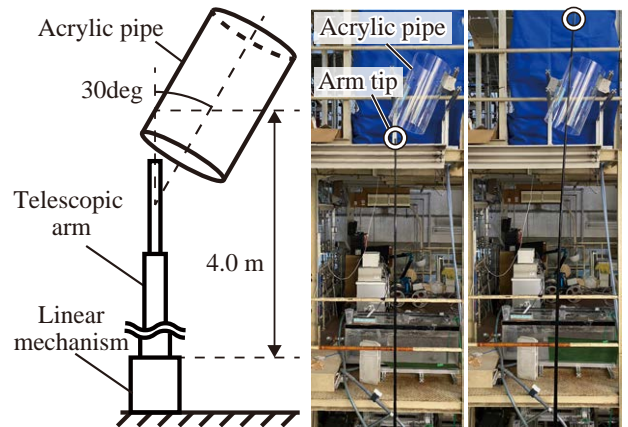 Acrylic pipe
30deg
Telescopic
arm
4.0 m
Linear
mechanism
Acrylic pipe
Arm tip